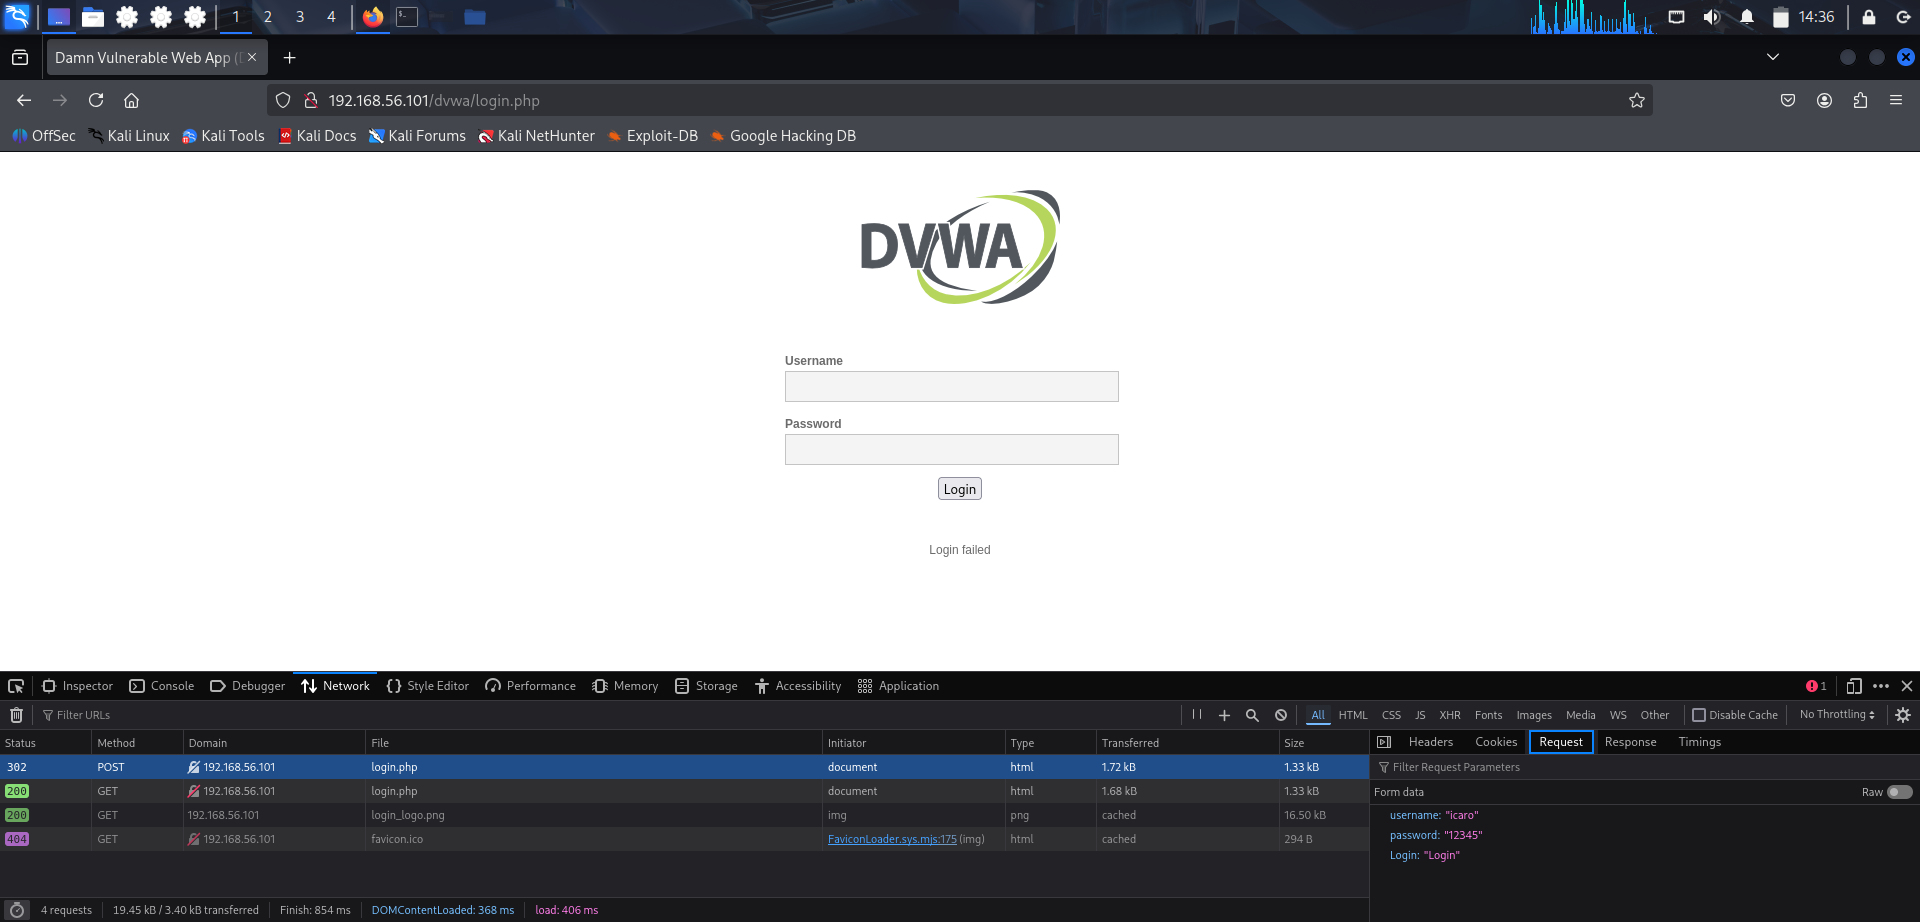 1 2 3 4 14:36
Damn Vulnerable Web App (D
192.168.56.101/dvwa/login.php
OffSec Kali Linux Kali Tools Kali Docs Kali Forums Kali NetHunter Exploit-DB Google Hacking DB
DVWA
Username
Password
Login
Login failed
Inspector Console Debugger Network Style Editor Performance Memory Storage Accessibility Application 1
Filter URLs All HTML CSS JS XHR Fonts Images Media WS Other Disable Cache No Throttling
Status Method Domain File Initiator Type Transferred Size Headers Cookies Request Response Timings
302 POST 192.168.56.101 login.php document html 1.72 kB 1.33 kB Filter Request Parameters
200 GET 192.168.56.101 login.php document html 1.68 kB 1.33 kB Form data Raw
200 GET 192.168.56.101 login_logo.png img png cached 16.50 kB username: "icaro"
404 GET 192.168.56.101 favicon.ico FaviconLoader.sys.mjs:175 (img) html cached 294 B password: "12345"
Login: "Login"
4 requests 19.45 kB / 3.40 kB transferred Finish: 854 ms DOMContentLoaded: 368 ms load: 406 ms